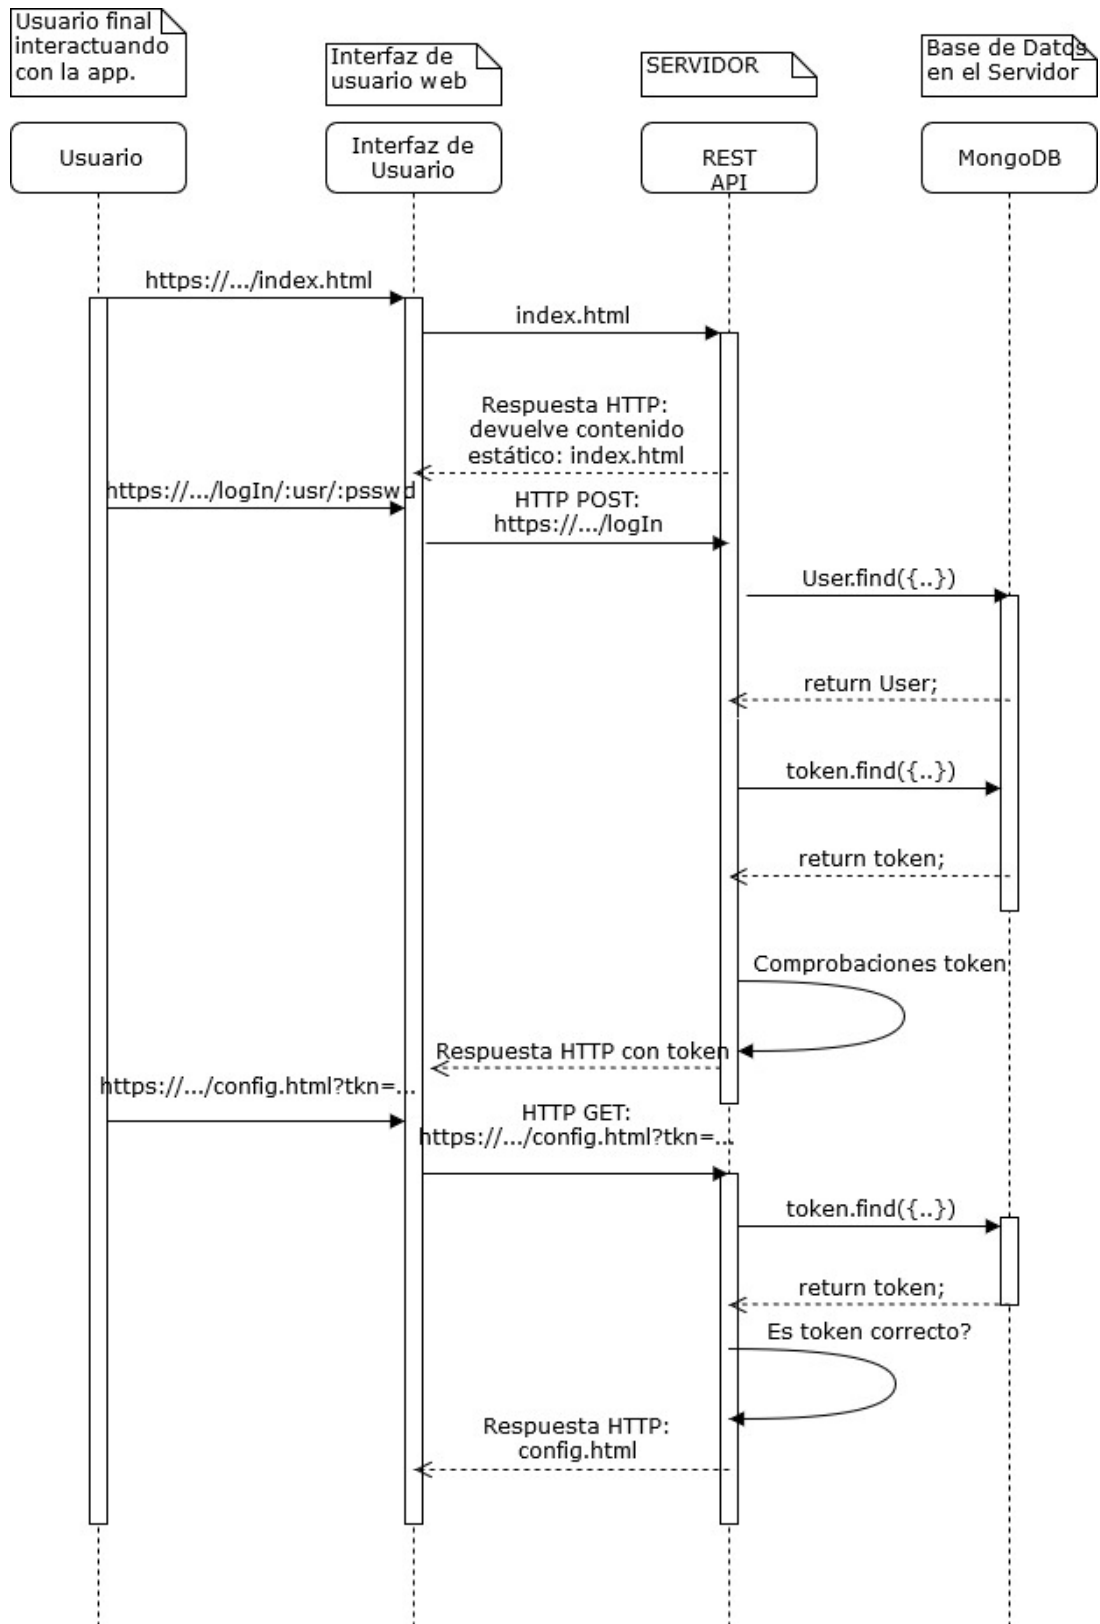 Usuario final
interactuando
con la app.
Interfaz de
usuario web
SERVIDOR
Base de Datos
en el Servidor
Usuario
Interfaz de
Usuario
REST
API
MongoDB
https://.../index.html
index.html
Respuesta HTTP:
devuelve contenido
estático: index.html
https://.../logIn/:usr/:psswd
HTTP POST:
https://.../logIn
User.find({..})
return User;
token.find({..})
return token;
Comprobaciones token
Respuesta HTTP con token
https://.../config.html?tkn=...
HTTP GET:
https://.../config.html?tkn=...
token.find({..})
return token;
Es token correcto?
Respuesta HTTP:
config.html